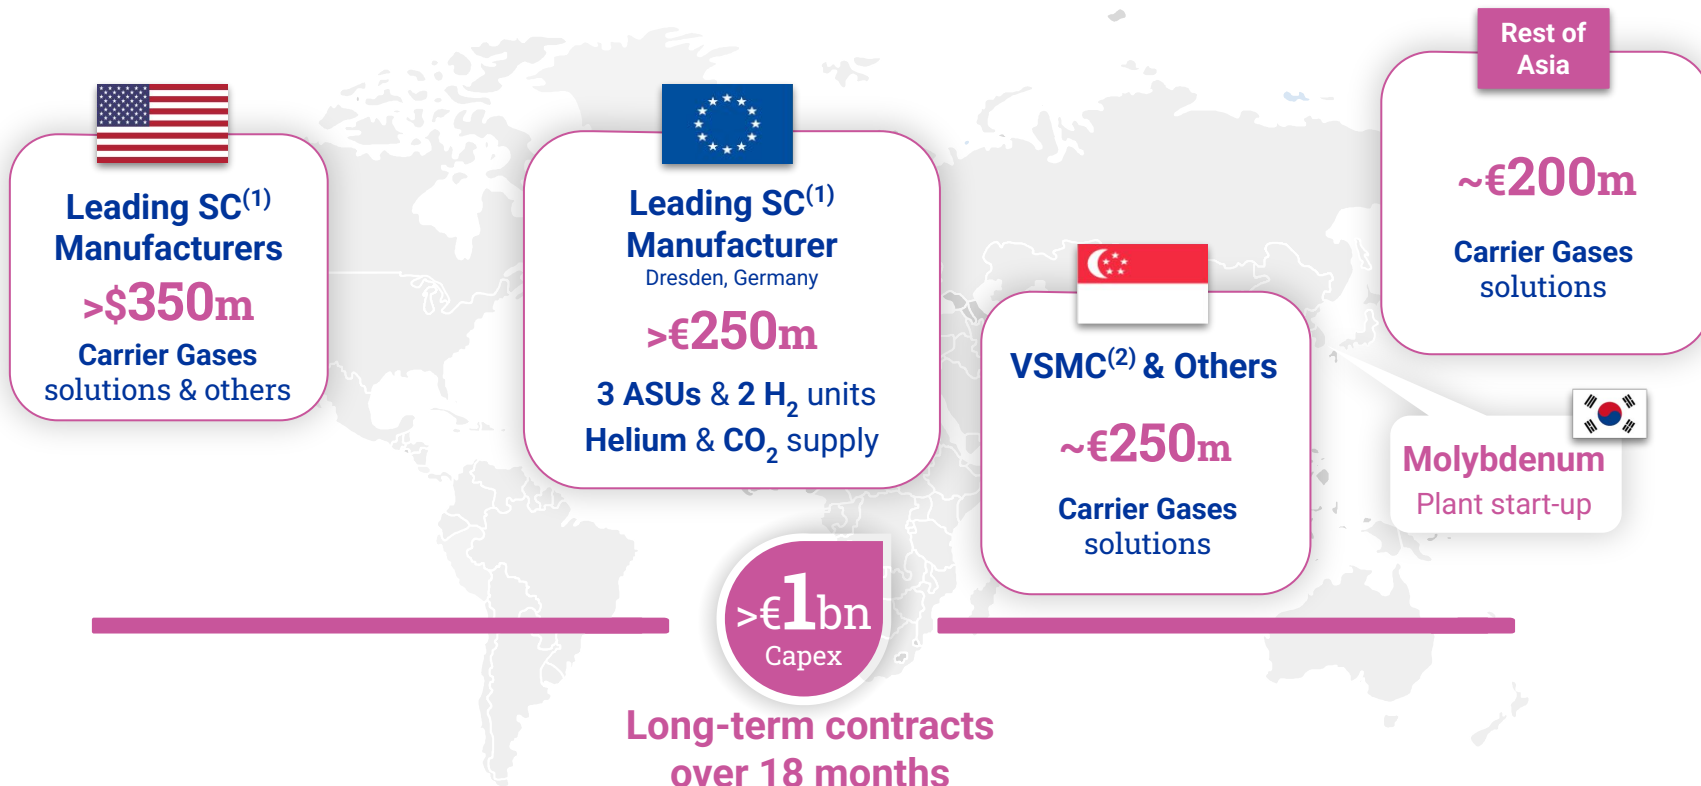 Leading SC(1)
Manufacturers
>$350m
Carrier Gases
solutions & others
Leading SC(1)
Manufacturer
Dresden, Germany
>€250m
3 ASUs & 2 H2 units
Helium & CO2 supply
VSMC(2) & Others
~€250m
Carrier Gases
solutions
Rest of
Asia
~€200m
Carrier Gases
solutions
Molybdenum
Plant start-up
>€1bn
Capex
Long-term contracts
over 18 months